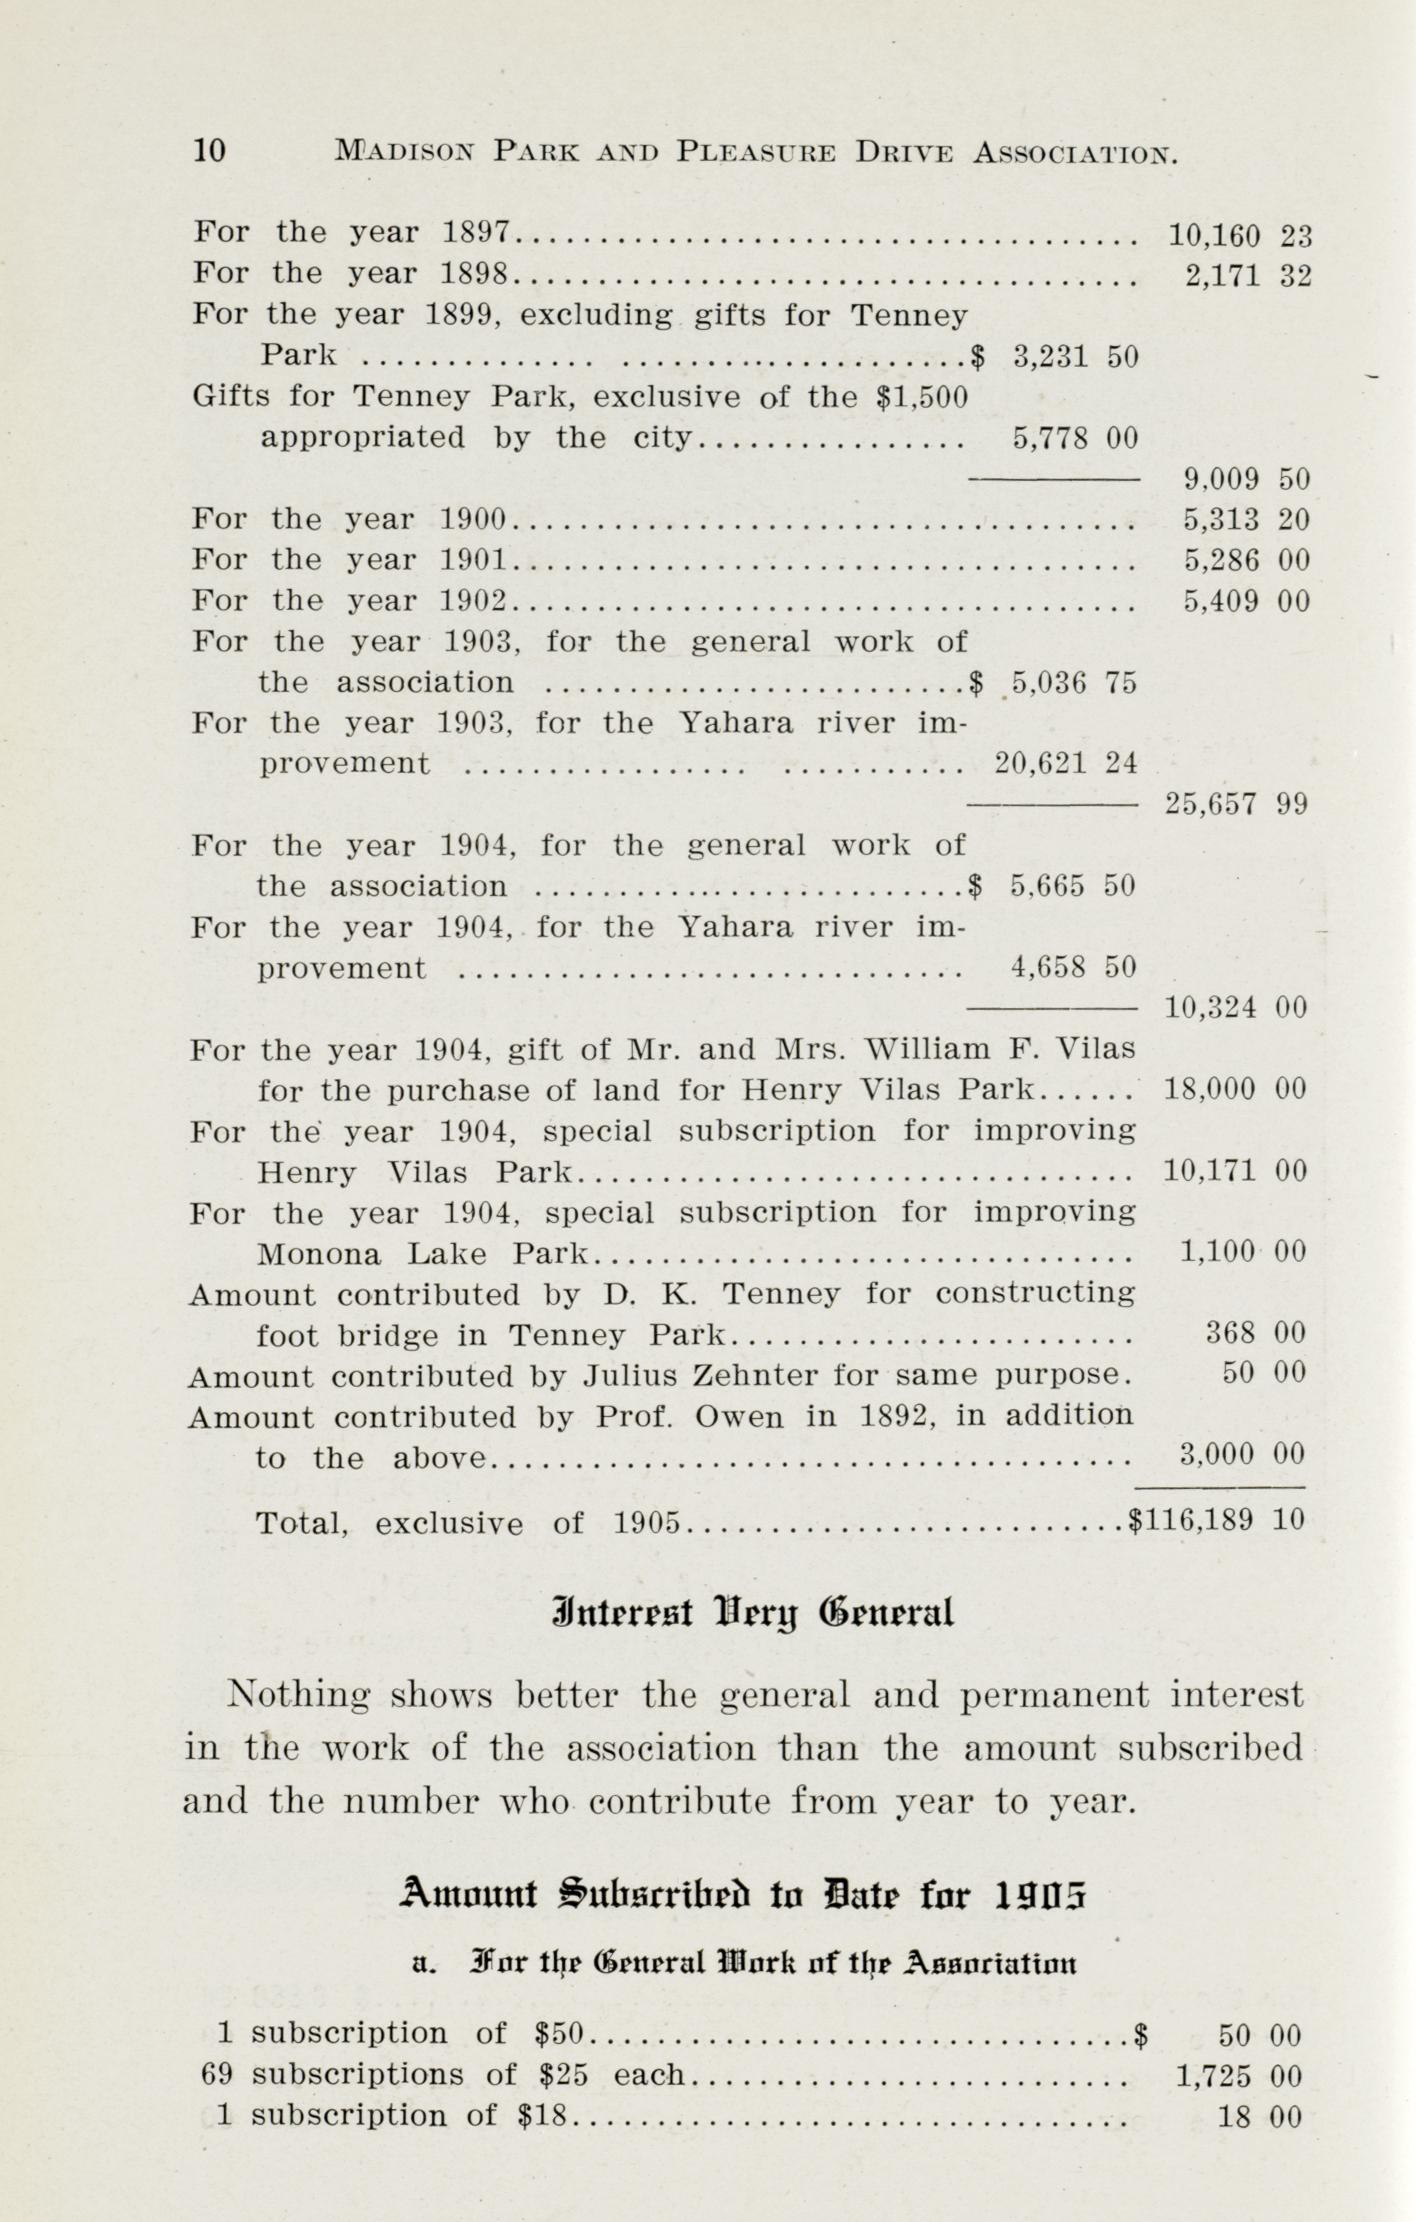 10 MADISON PARK AND PLEASURE DRIVE ASSOCIATION.
For the year 1897..................................... 10,160 23
For the year 1898..................................... 2,171 32
For the year 1899, excluding gifts for Tenney
Park .............. .....................$ 3,231 50
Gifts for Tenney Park, exclusive of the $1,500
appropriated by the city................ 5,778 00
9,009 50
For the year 1900..................................... 5,313 20
For the year 1901..................................... 5,286 00
For the year 1902..................................... 5,409 00
For the year 1903, for the general work of
the association .........................$ 5,036 75
For the year 1903, for the Yahara river im-
provement ................. ........... 20,621 24
25,657 99
For the year 1904, for the general work of
the association ..........................$ 5,665 50
For the year 1904, for the Yahara river im-
provement .............................. 4,658 50
10,324 00
For the year 1904, gift of Mr. and Mrs. William F. Vilas
for the purchase of land for Henry Vilas Park...... 18,000 00
For the year 1904, special subscription for improving
Henry Vilas Park................................. 10,171 00
For the year 1904, special subscription for improving
Monona Lake Park................................ 1,100 00
Amount contributed by D. K. Tenney for constructing
foot bridge in Tenney Park........................ 368 00
Amount contributed by Julius Zehnter for same purpose. 50 00
Amount contributed by Prof. Owen in 1892, in addition
to the above...................................... 3,000 00
Total, exclusive of 1905..........................$116,189 10
Interest Very General
Nothing shows better the general and permanent interest
in the work of the association than the amount subscribed
and the number who contribute from year to year.
Amount Subscribed to Date for 1905
a. For the General Work of the Association
1 subscription of $50................................$ 50 00
69 subscriptions of $25 each.......................... 1,725 00
1 subscription of $18................................. 18 00